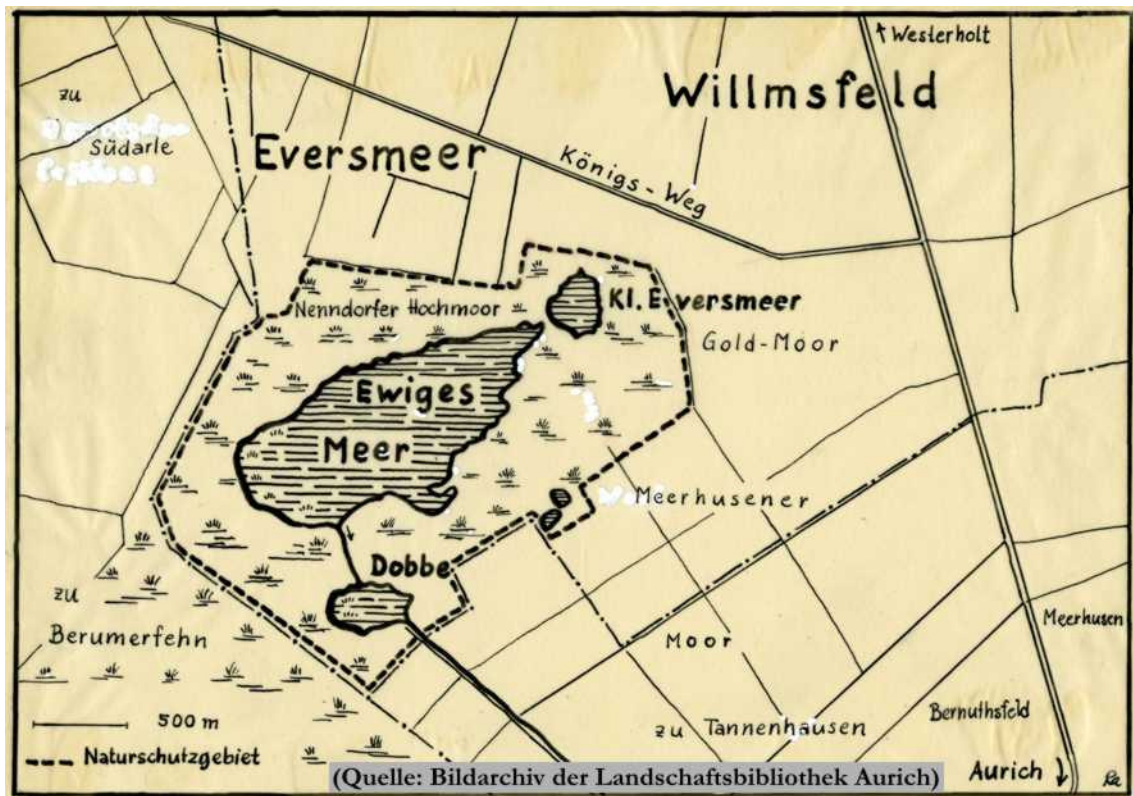 Westerholt
Willmsfeld
zu
Südarle
Eversmeer
Königs-Weg
Nenndorfer Hochmoor
Kl. Eversmeer
Gold-Moor
Ewiges
Meer
Meerhusener
Dobbe
zu
Berumerfehn
Moor
Meerhusen
500 m
zu Tannenhausen
Bernuthsfeld
Naturschutzgebiet
(Quelle: Bildarchiv der Landschaftsbibliothek Aurich)
Aurich